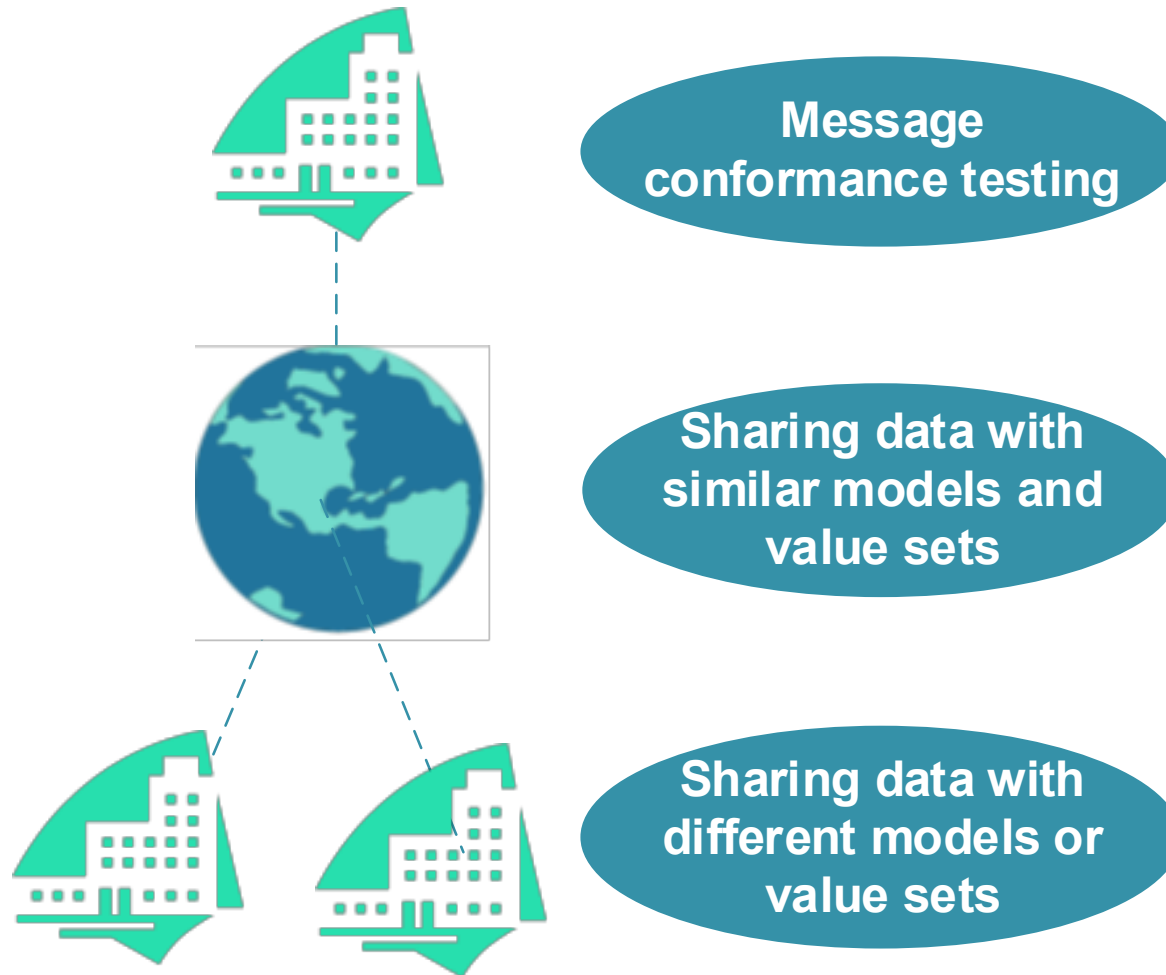 Message
conformance testing
Sharing data with
similar models and
value sets
Sharing data with
different models or
value sets